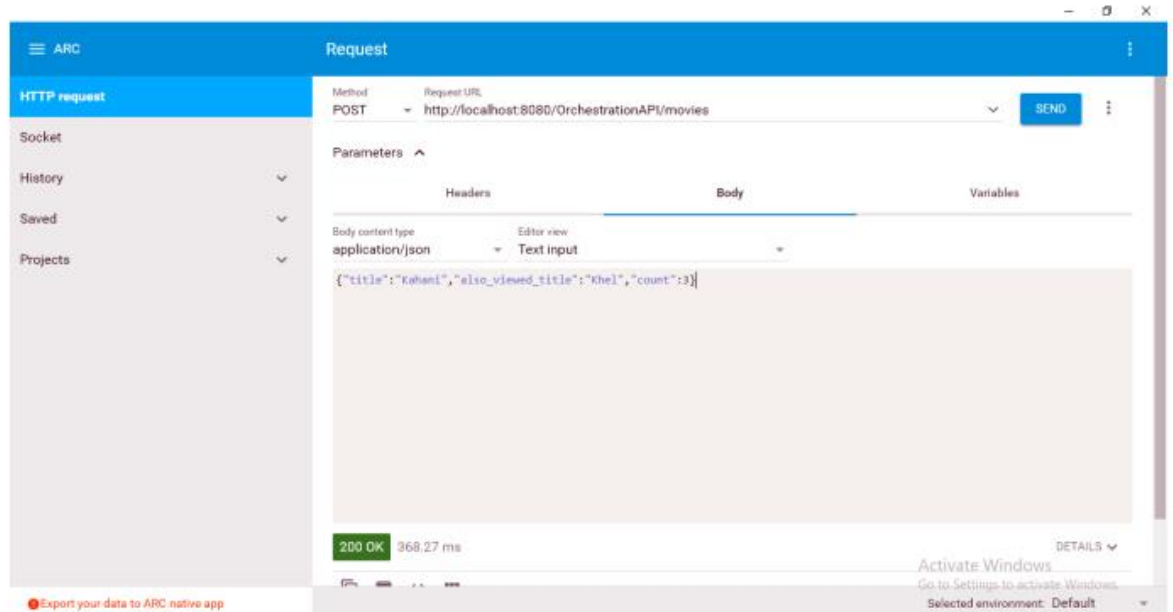 ARC
Request
HTTP request
Socket
History
Saved
Projects
Method
Request URL
POST
http://localhost:8080/OrchestrationAPI/movies
SEND
Parameters
Headers
Body
Variables
Body content type
Editor view
application/json
Text input
{"title":"Kahani","also_viewed_title":"Khel","count":3}
200 OK
368.27 ms
DETAILS
Activate Windows
Go to Settings to activate Windows.
Export your data to ARC native app
Selected environment: Default